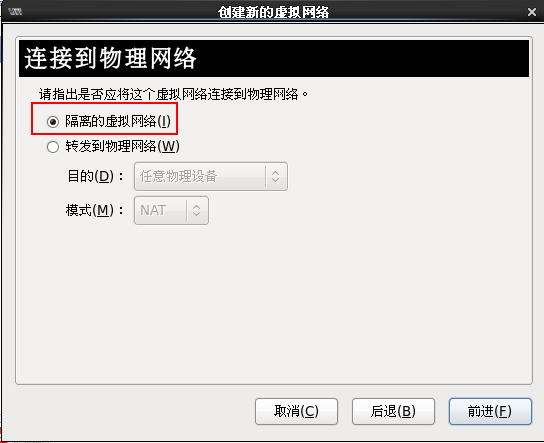 创建新的虚拟网络
连接到物理网络
请指出是否应将这个虚拟网络连接到物理网络。
隔离的虚拟网络(I)
转发到物理网络(W)
目的(D)： 任意物理设备
模式(M)： NAT
取消(C) 后退(B) 前进(F)